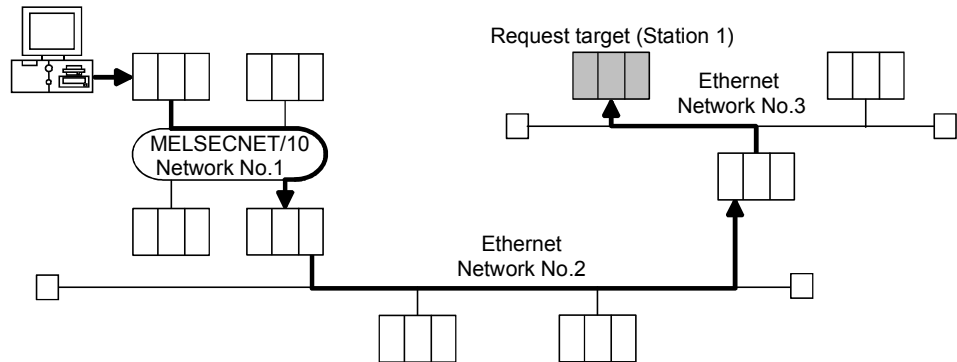 Request target (Station 1)
Ethernet
Network No.3
MELSECNET/10
Network No.1
Ethernet
Network No.2